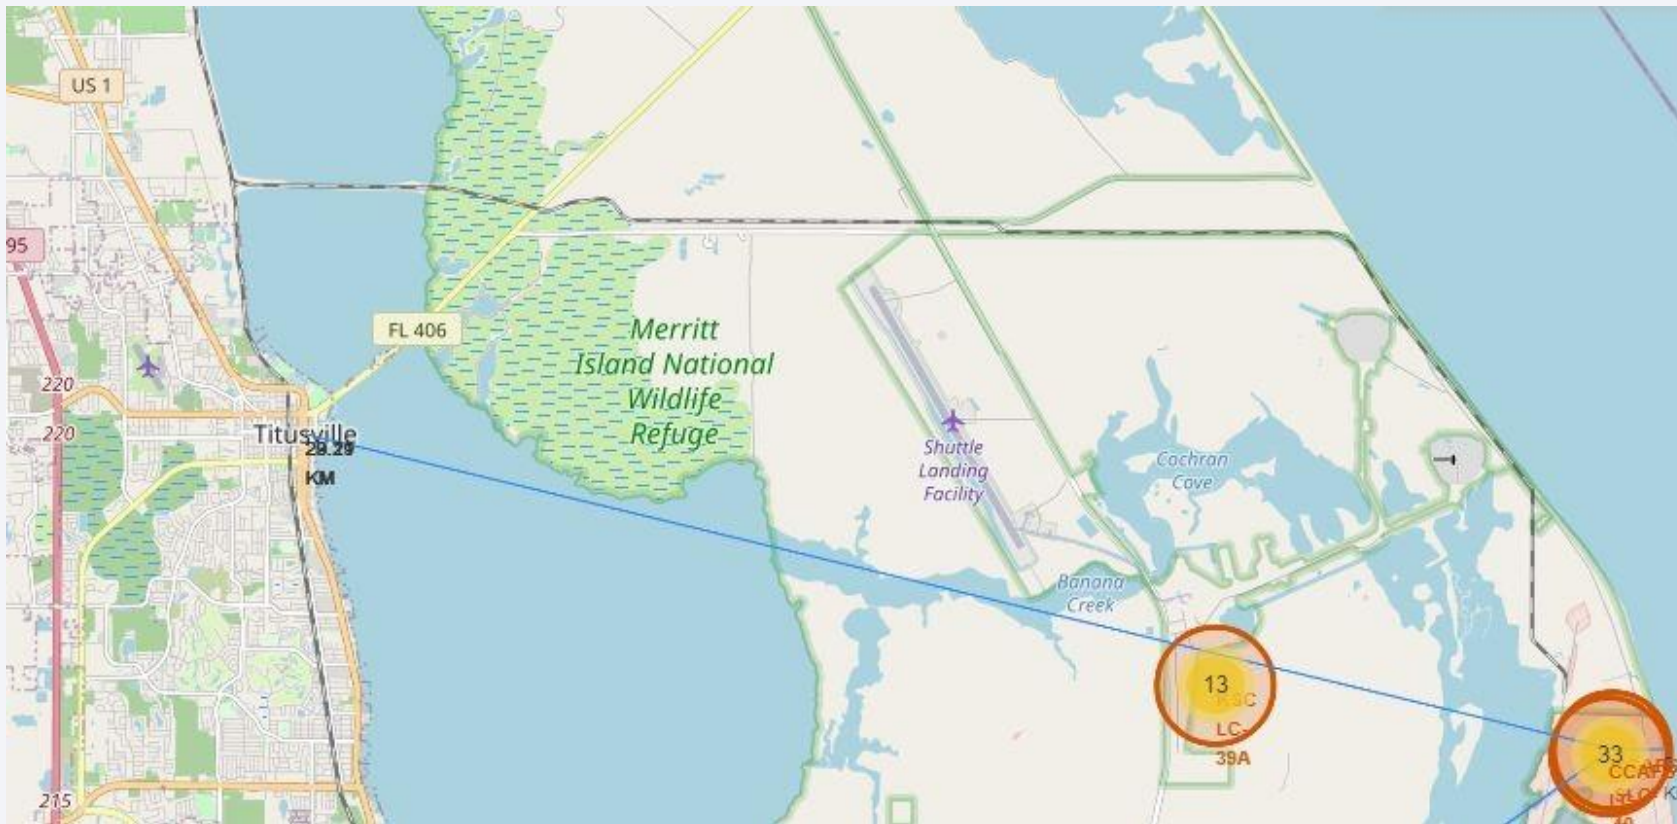 US 1
95
FL 406
Merritt
Island National
Wildlife
Refuge
220
220
Titusville
KM
Shuttle
Landing
Facility
Cochran
Cove
Banana
Creek
13
KSC
LC-
39A
33
215